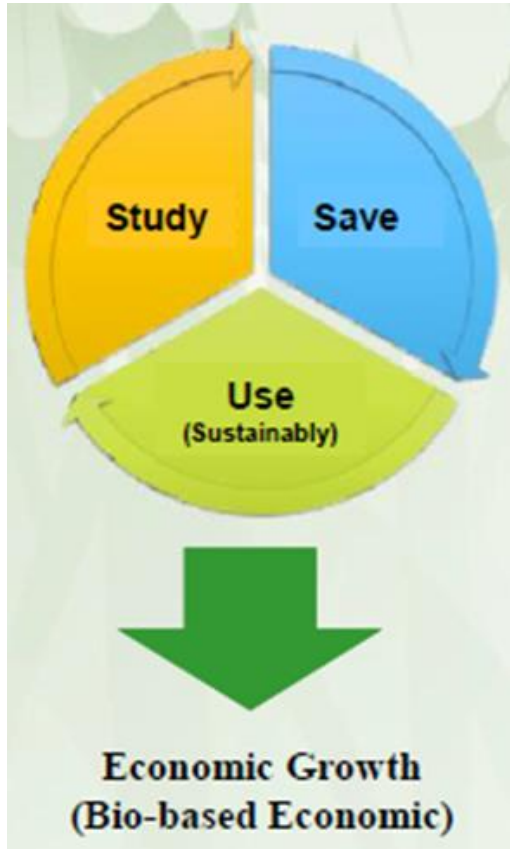 Study
Save
Use
(Sustainably)
Economic Growth
(Bio-based Economic)